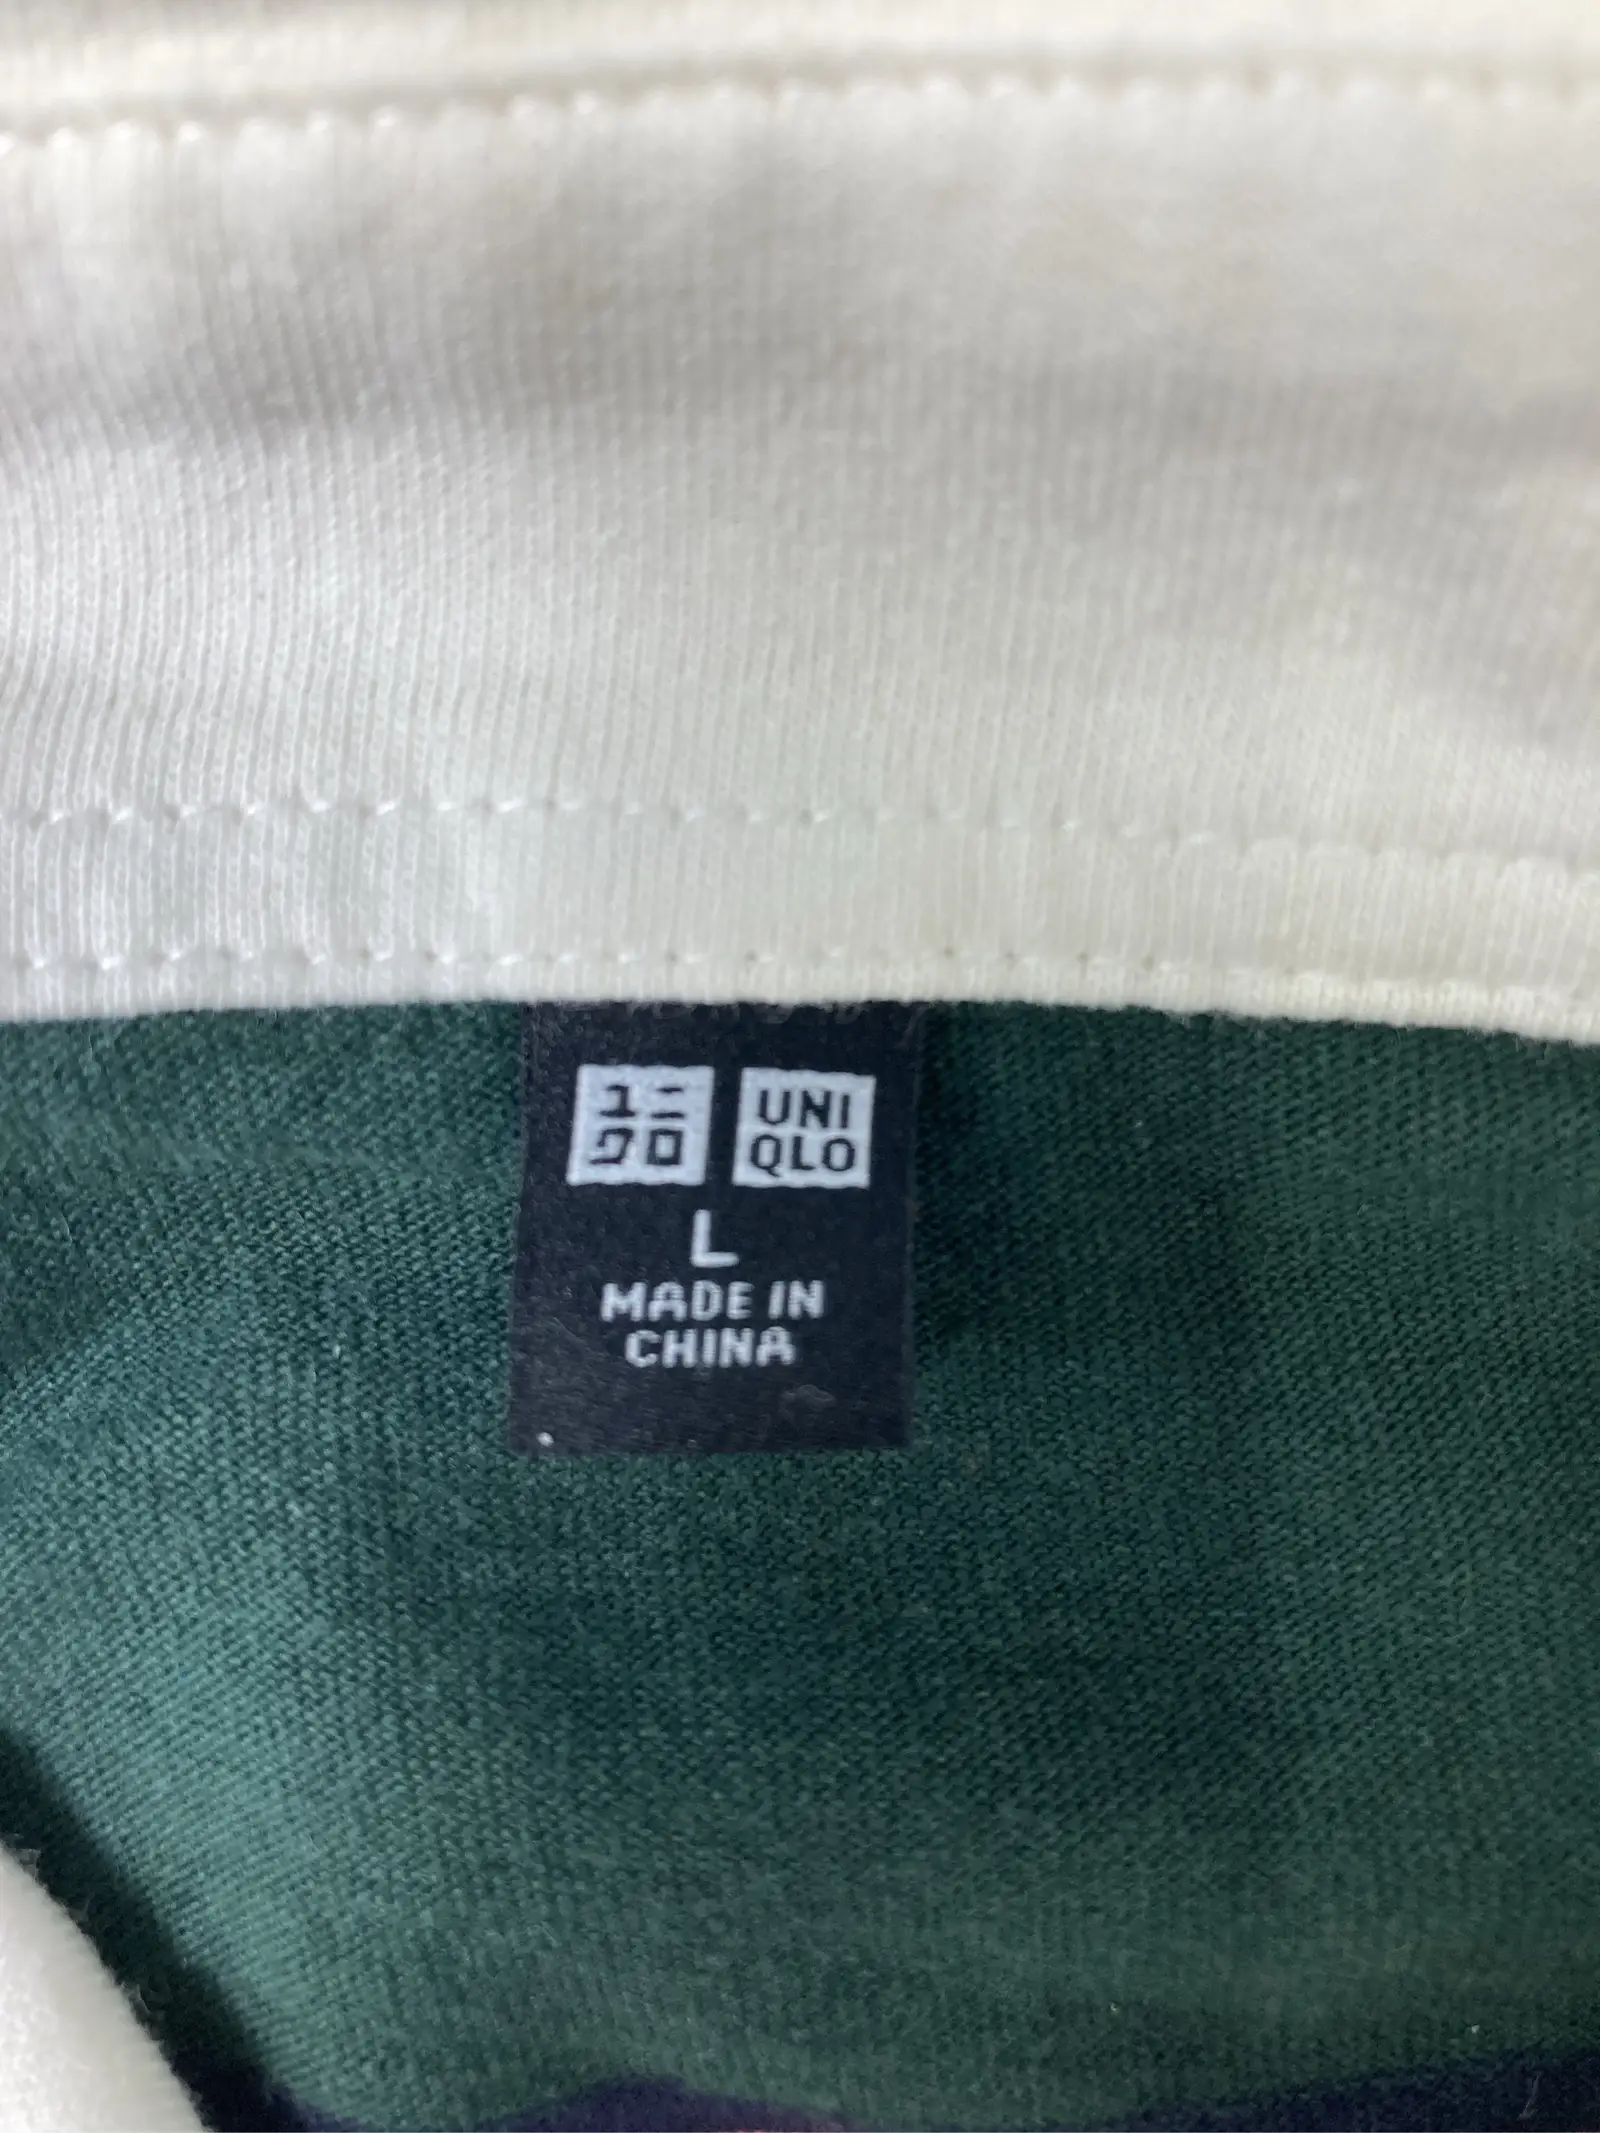 ユニ UNI
クロ QLO
L
MADE IN
CHINA